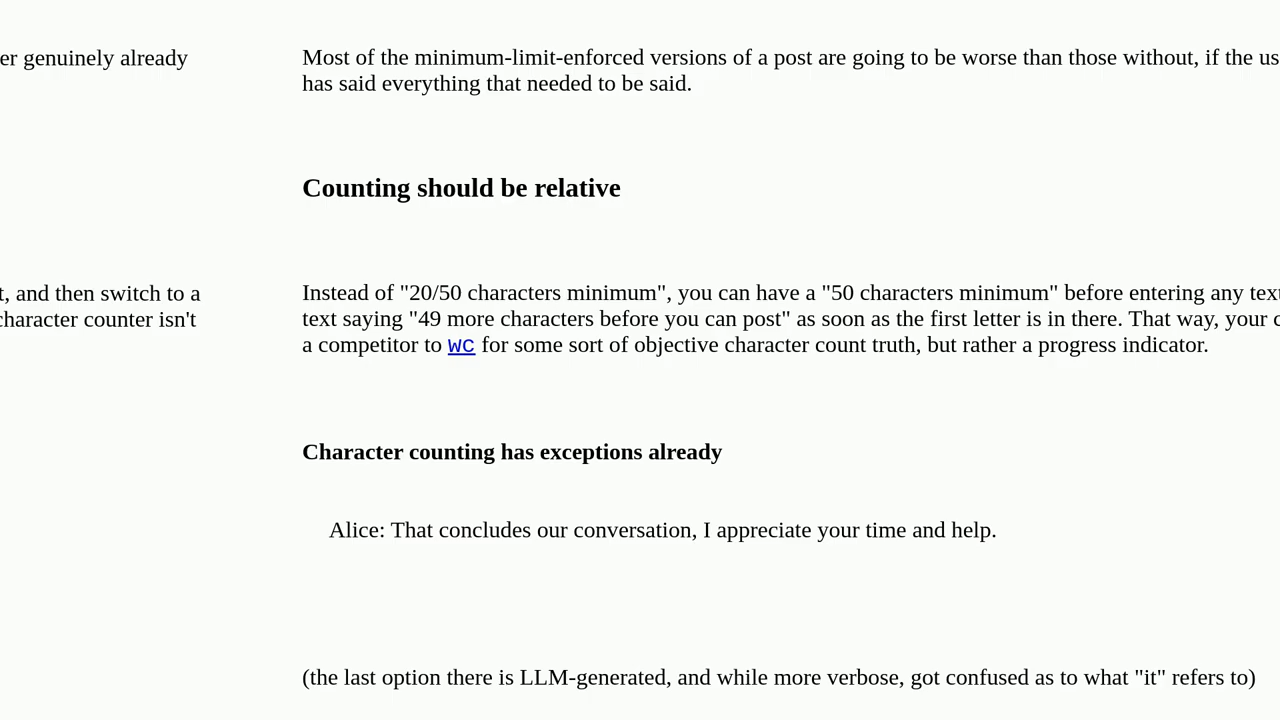 er genuinely already
t, and then switch to a
character counter isn't
Most of the minimum-limit-enforced versions of a post are going to be worse than those without, if the us
has said everything that needed to be said.
Counting should be relative
Instead of "20/50 characters minimum", you can have a "50 characters minimum" before entering any text
text saying "49 more characters before you can post" as soon as the first letter is in there. That way, your c
a competitor to wc for some sort of objective character count truth, but rather a progress indicator.
Character counting has exceptions already
Alice: That concludes our conversation, I appreciate your time and help.
(the last option there is LLM-generated, and while more verbose, got confused as to what "it" refers to)